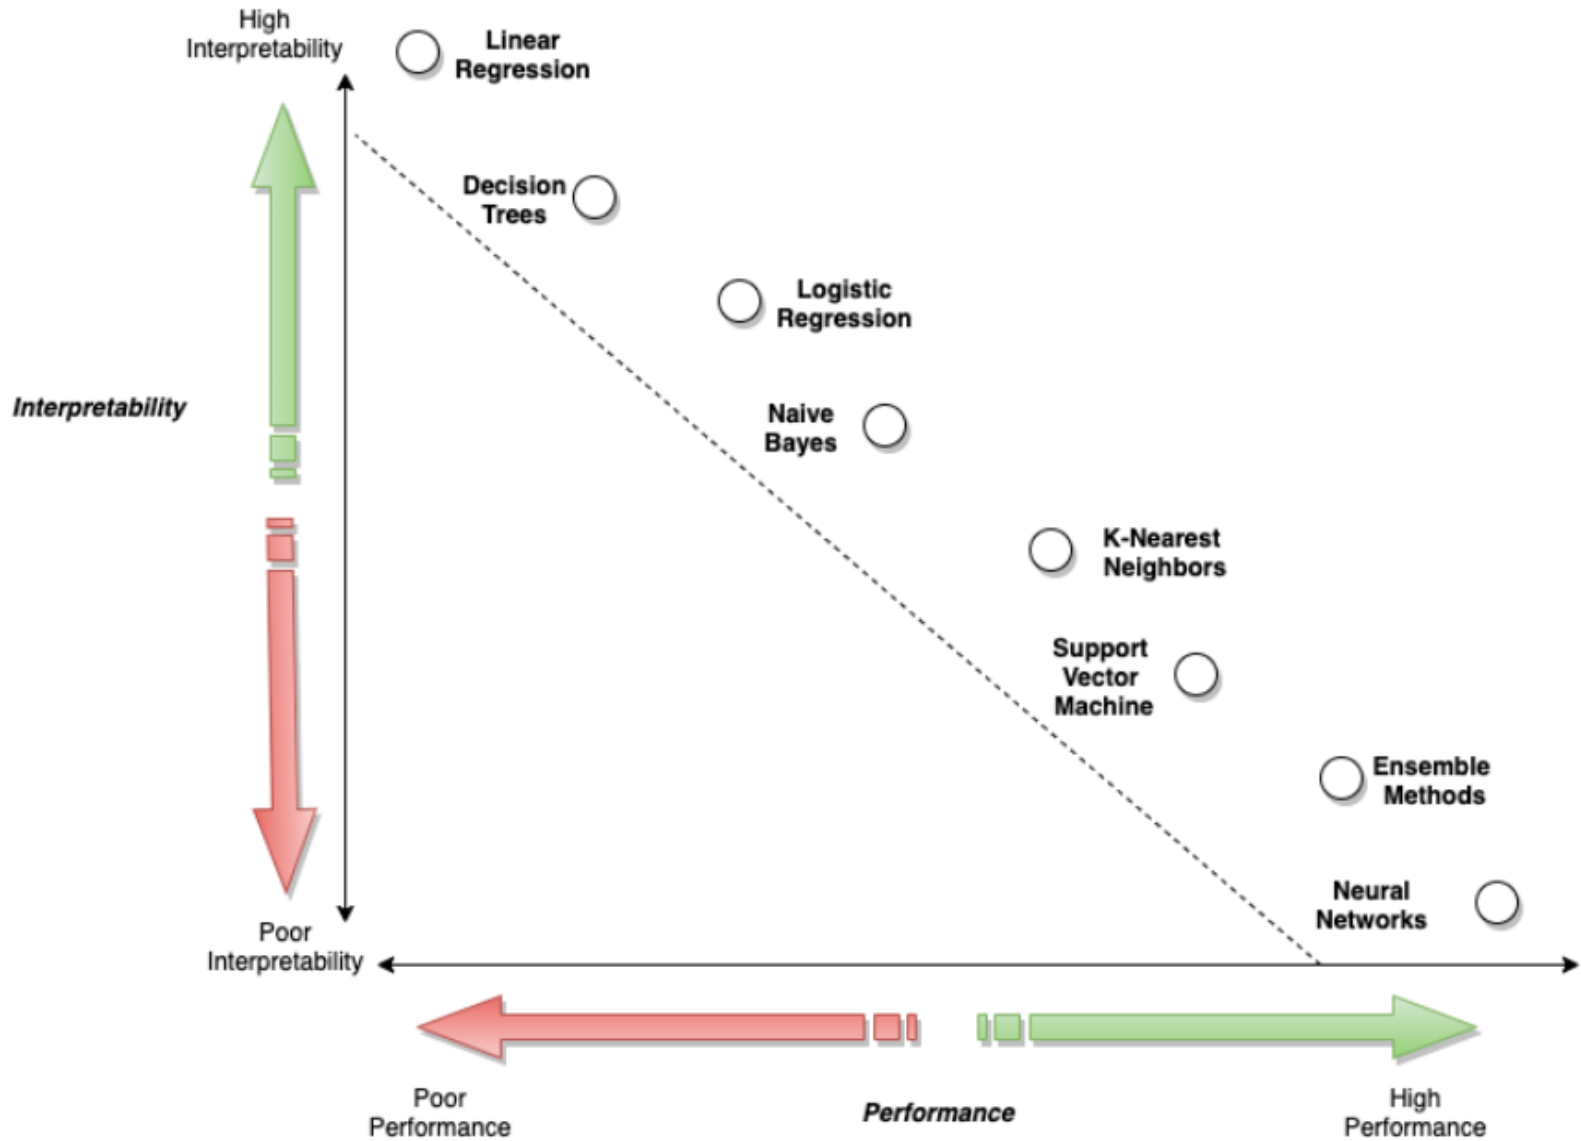 High
Interpretability
Linear
Regression
Decision
Trees
Logistic
Regression
Interpretability
Naive
Bayes
K-Nearest
Neighbors
Support
Vector
Machine
Ensemble
Methods
Neural
Networks
Poor
Interpretability
Poor
Performance
Performance
High
Performance